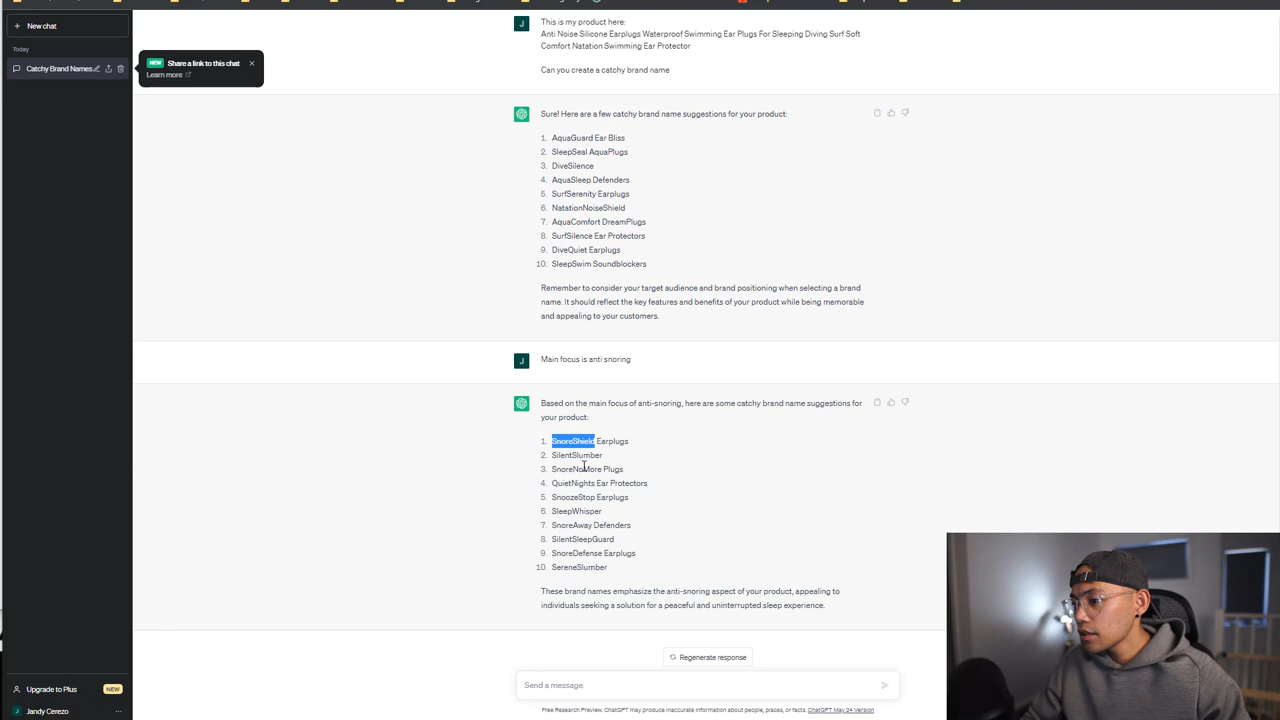 New chat
Today
Catchy Brand Names
NEW Share a link to this chat
Learn more
J
This is my product here:
Anti Noise Silicone Earplugs Waterproof Swimming Ear Plugs For Sleeping Diving Surf Soft
Comfort Natation Swimming Ear Protector
Can you create a catchy brand name
Sure! Here are a few catchy brand name suggestions for your product:
1. AquaGuard Ear Bliss
2. SleepSeal AquaPlugs
3. DiveSilence
4. AquaSleep Defenders
5. SurfSerenity Earplugs
6. NatationNoiseShield
7. AquaComfort DreamPlugs
8. SurfSilence Ear Protectors
9. DiveQuiet Earplugs
10. SleepSwim Soundblockers
Remember to consider your target audience and brand positioning when selecting a brand
name. It should reflect the key features and benefits of your product while being memorable
and appealing to your customers.
J
Main focus is anti snoring
Based on the main focus of anti-snoring, here are some catchy brand name suggestions for
your product:
1. SnoreShield Earplugs
2. SilentSlumber
3. SnoreNoMore Plugs
4. QuietNights Ear Protectors
5. SnoozeStop Earplugs
6. SleepWhisper
7. SnoreAway Defenders
8. SilentSleepGuard
9. SnoreDefense Earplugs
10. SereneSlumber
These brand names emphasize the anti-snoring aspect of your product, appealing to
individuals seeking a solution for a peaceful and uninterrupted sleep experience.
Regenerate response
Send a message.
Free Research Preview. ChatGPT may produce inaccurate information about people, places, or facts. ChatGPT May 24 Version
Upgrade to Plus NEW
J Jandy Cerezo